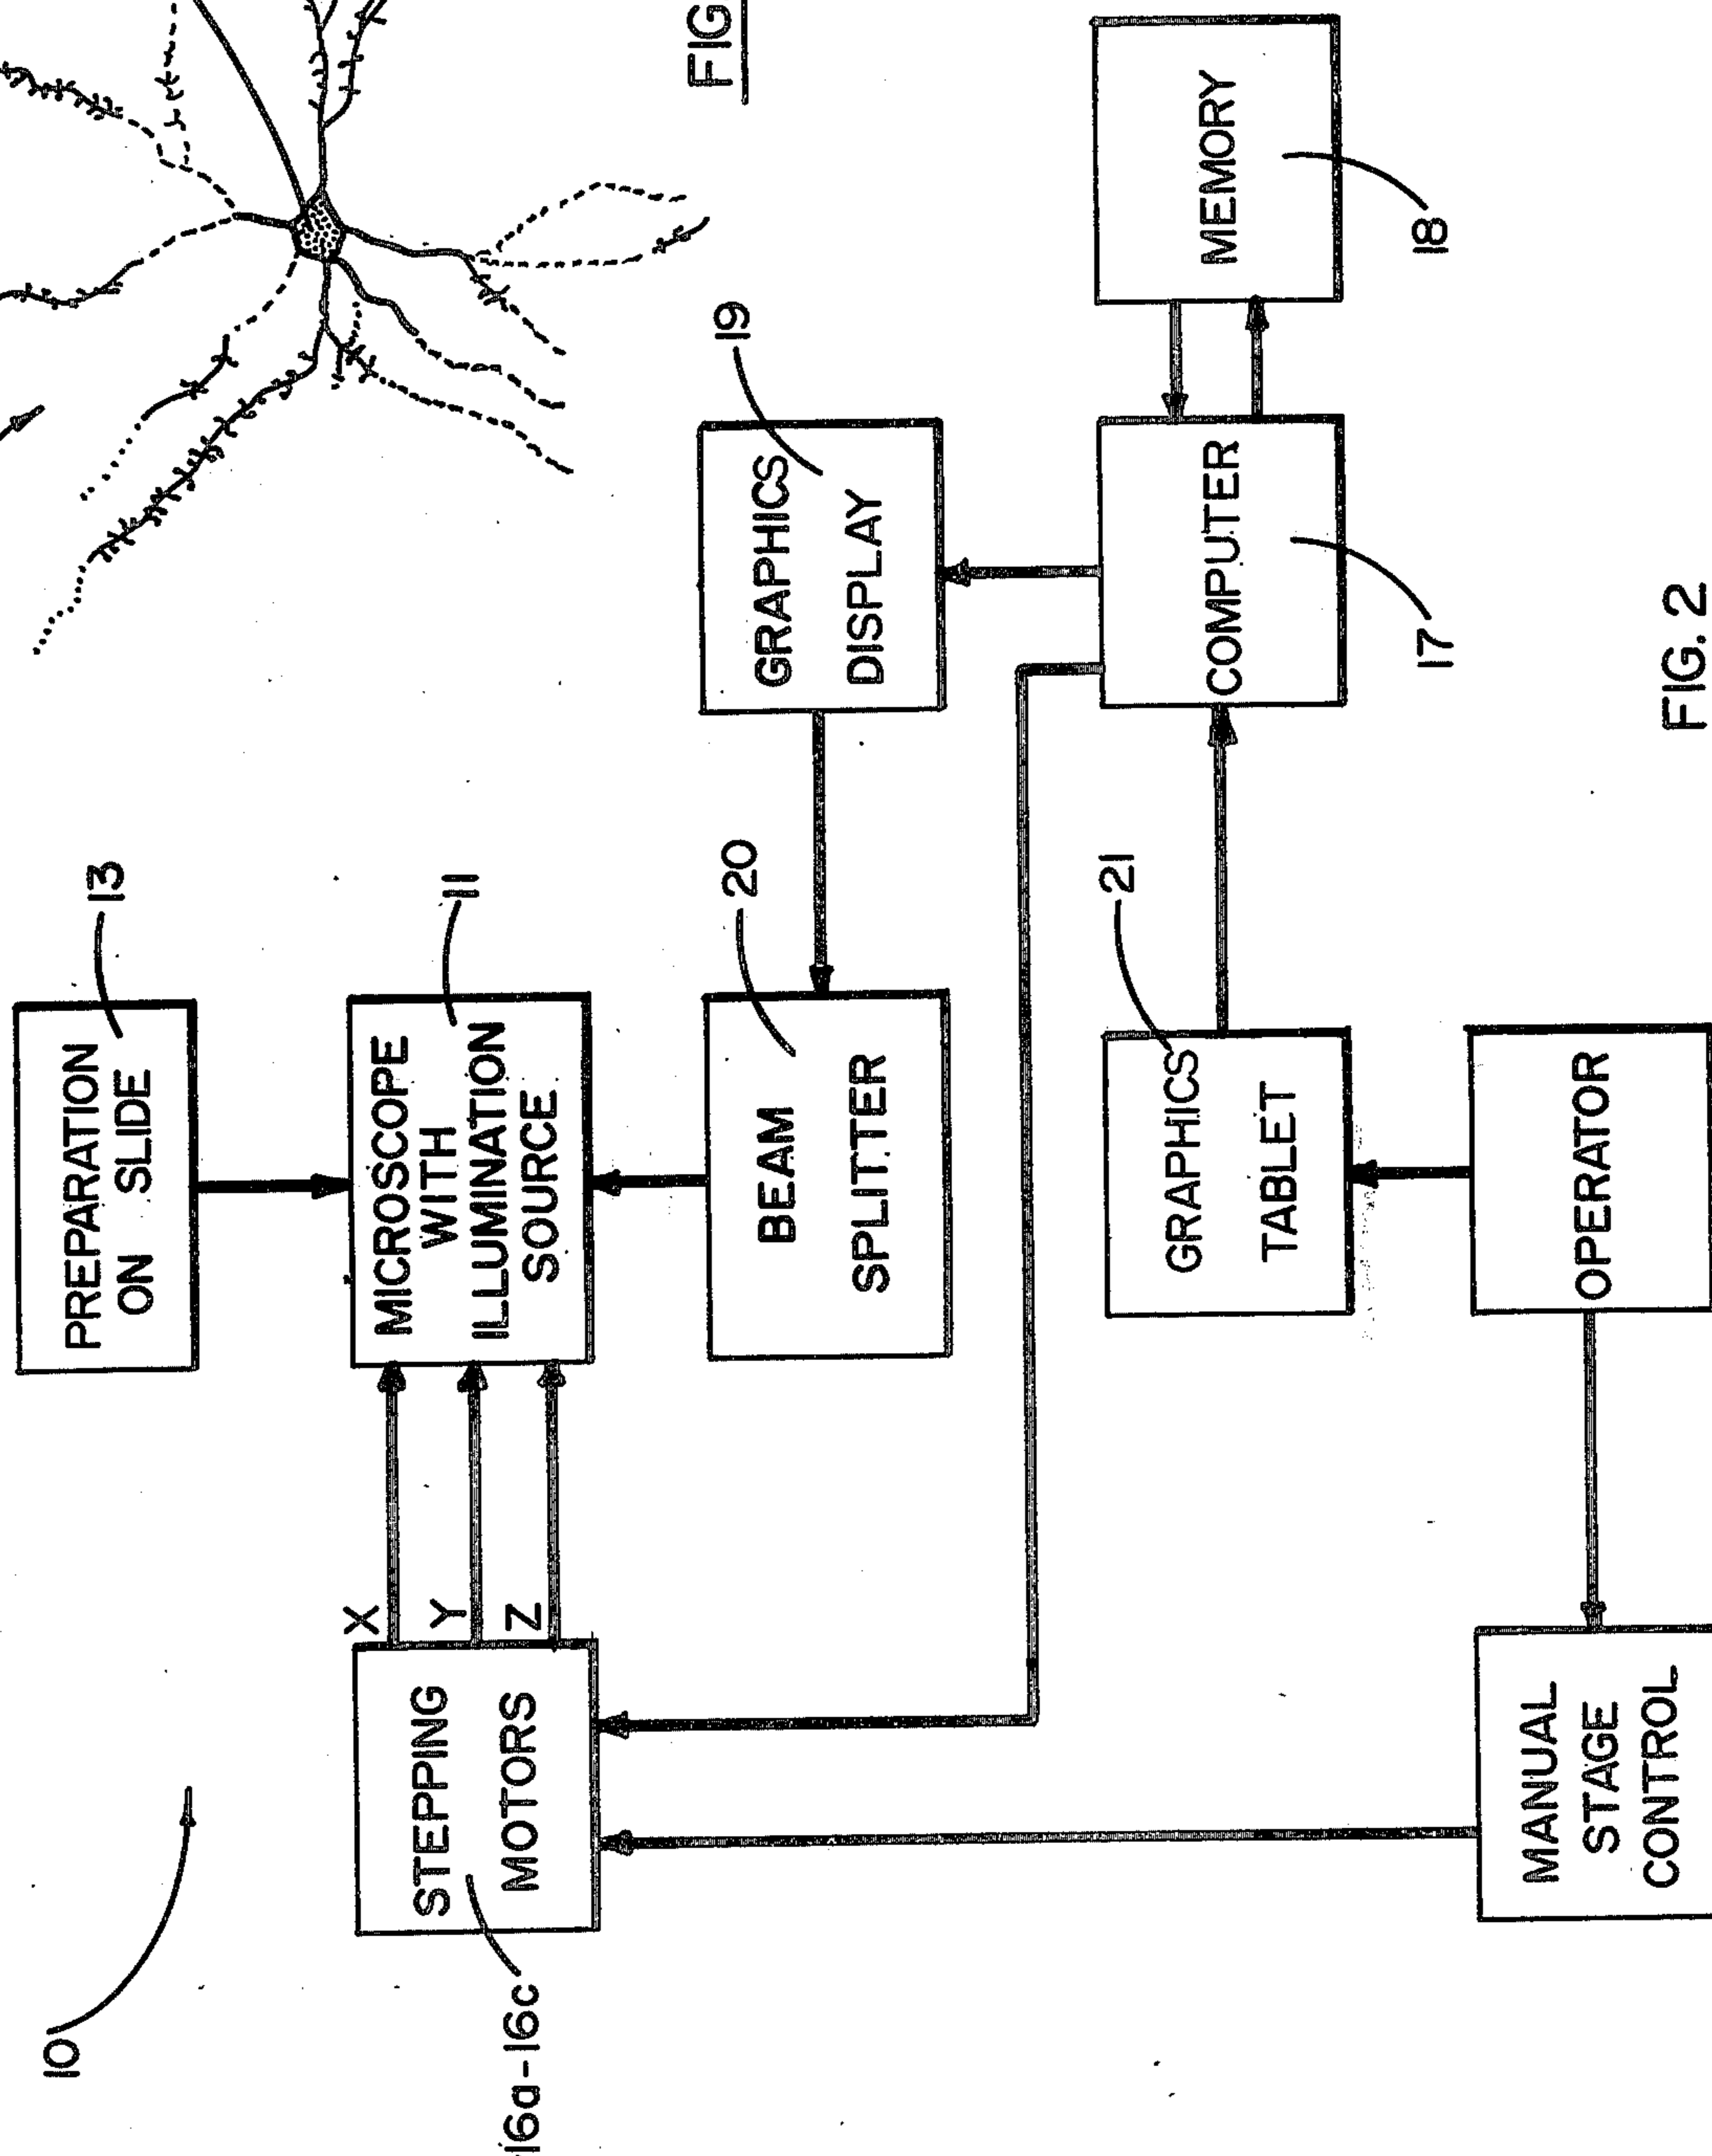 10
PREPARATION
ON SLIDE
13
16a-16c
STEPPING
MOTORS
X
Y
Z
MICROSCOPE
WITH
ILLUMINATION
SOURCE
11
BEAM
SPLITTER
20
GRAPHICS
DISPLAY
19
FIG
GRAPHICS
TABLET
21
COMPUTER
17
MEMORY
18
MANUAL
STAGE
CONTROL
OPERATOR
FIG. 2